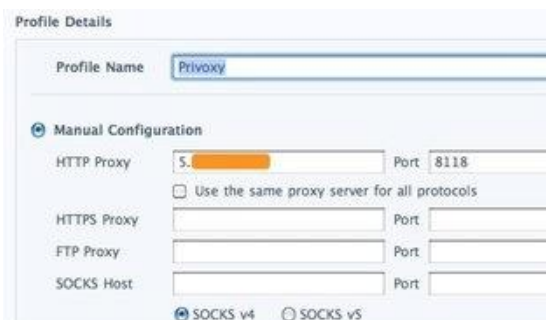 Profile Details
Profile Name Privoxy
Manual Configuration
HTTP Proxy 5. Port 8118
Use the same proxy server for all protocols
HTTPS Proxy Port
FTP Proxy Port
SOCKS Host Port
SOCKS v4 SOCKS v5